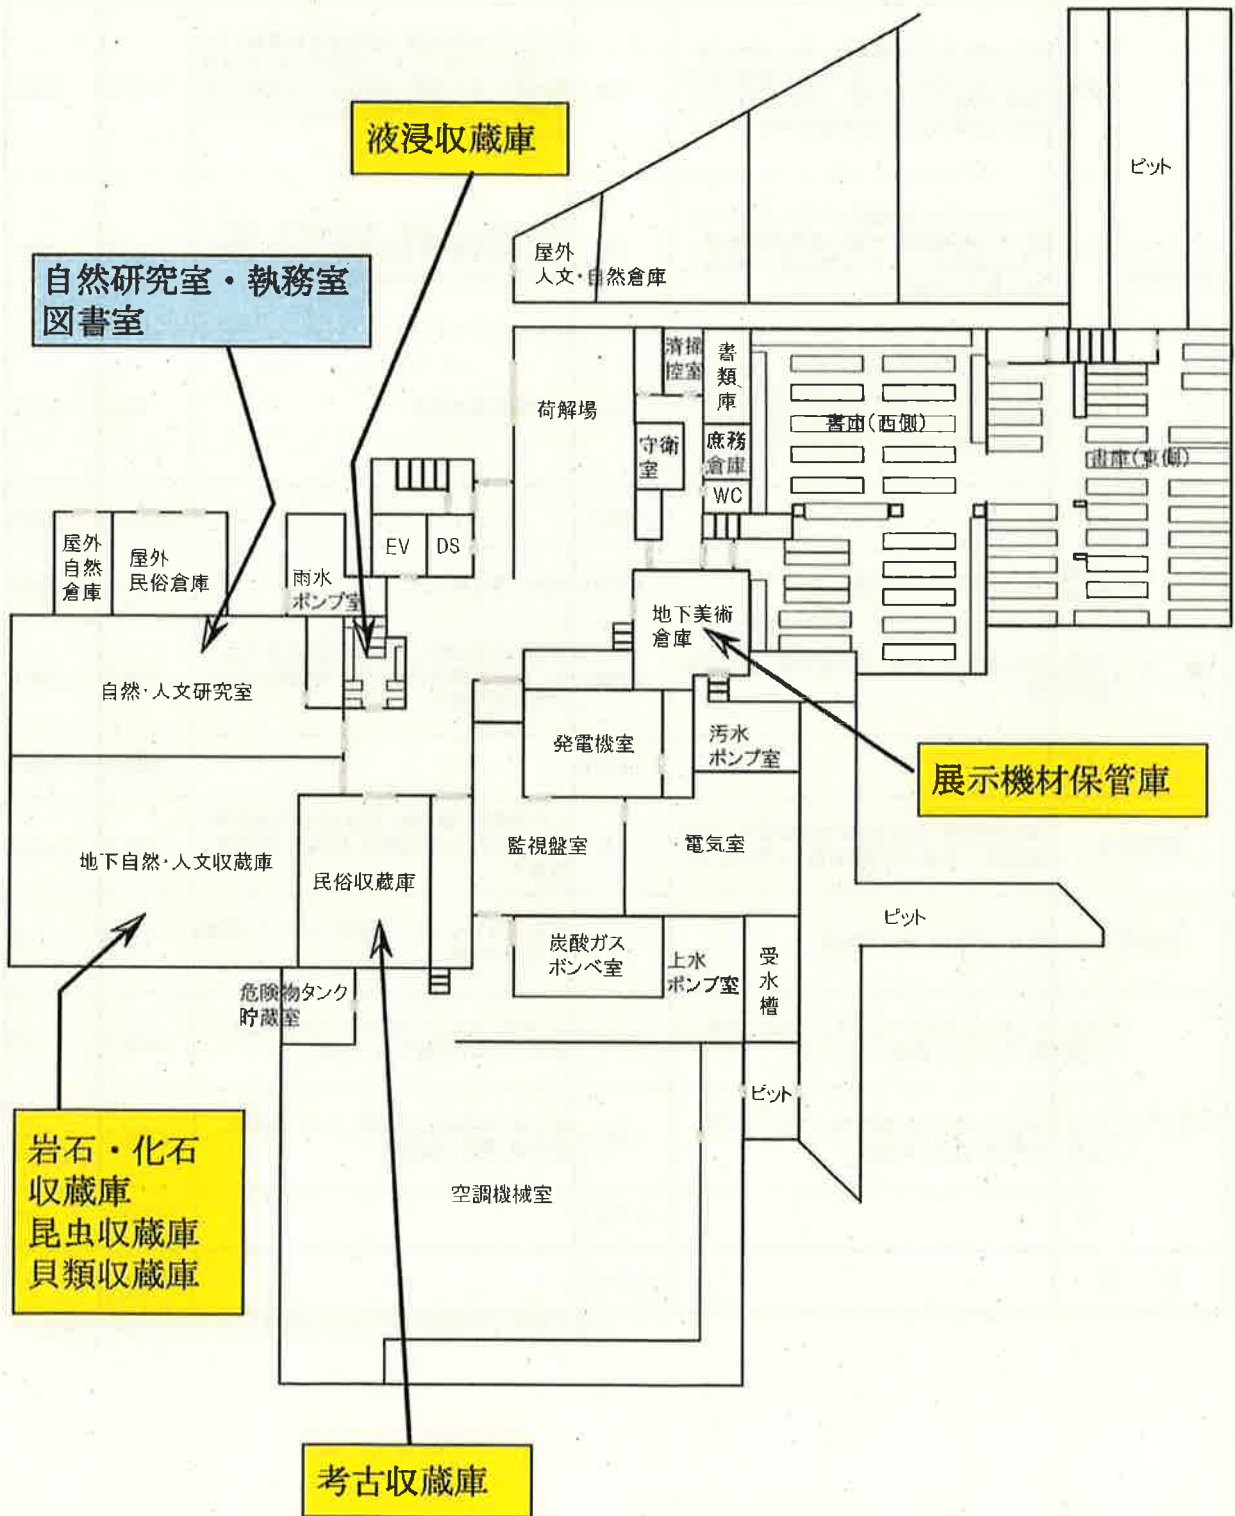 液浸収蔵庫
ピット
屋外
人文・自然倉庫
自然研究室・執務室
図書室
清掃
控室
書
類
庫
荷解場
書庫(西側)
守衛
室
庶務
倉庫
書庫(東側)
WC
EV
DS
屋外
自然
倉庫
屋外
民俗倉庫
雨水
ポンプ室
地下美術
倉庫
自然・人文研究室
発電機室
汚水
ポンプ室
展示機材保管庫
監視盤室
電気室
地下自然・人文収蔵庫
民俗収蔵庫
ピット
炭酸ガス
ボンベ室
上水
ポンプ室
受
水
槽
危険物タンク
貯蔵室
ピット
岩石・化石
収蔵庫
昆虫収蔵庫
貝類収蔵庫
空調機械室
考古収蔵庫